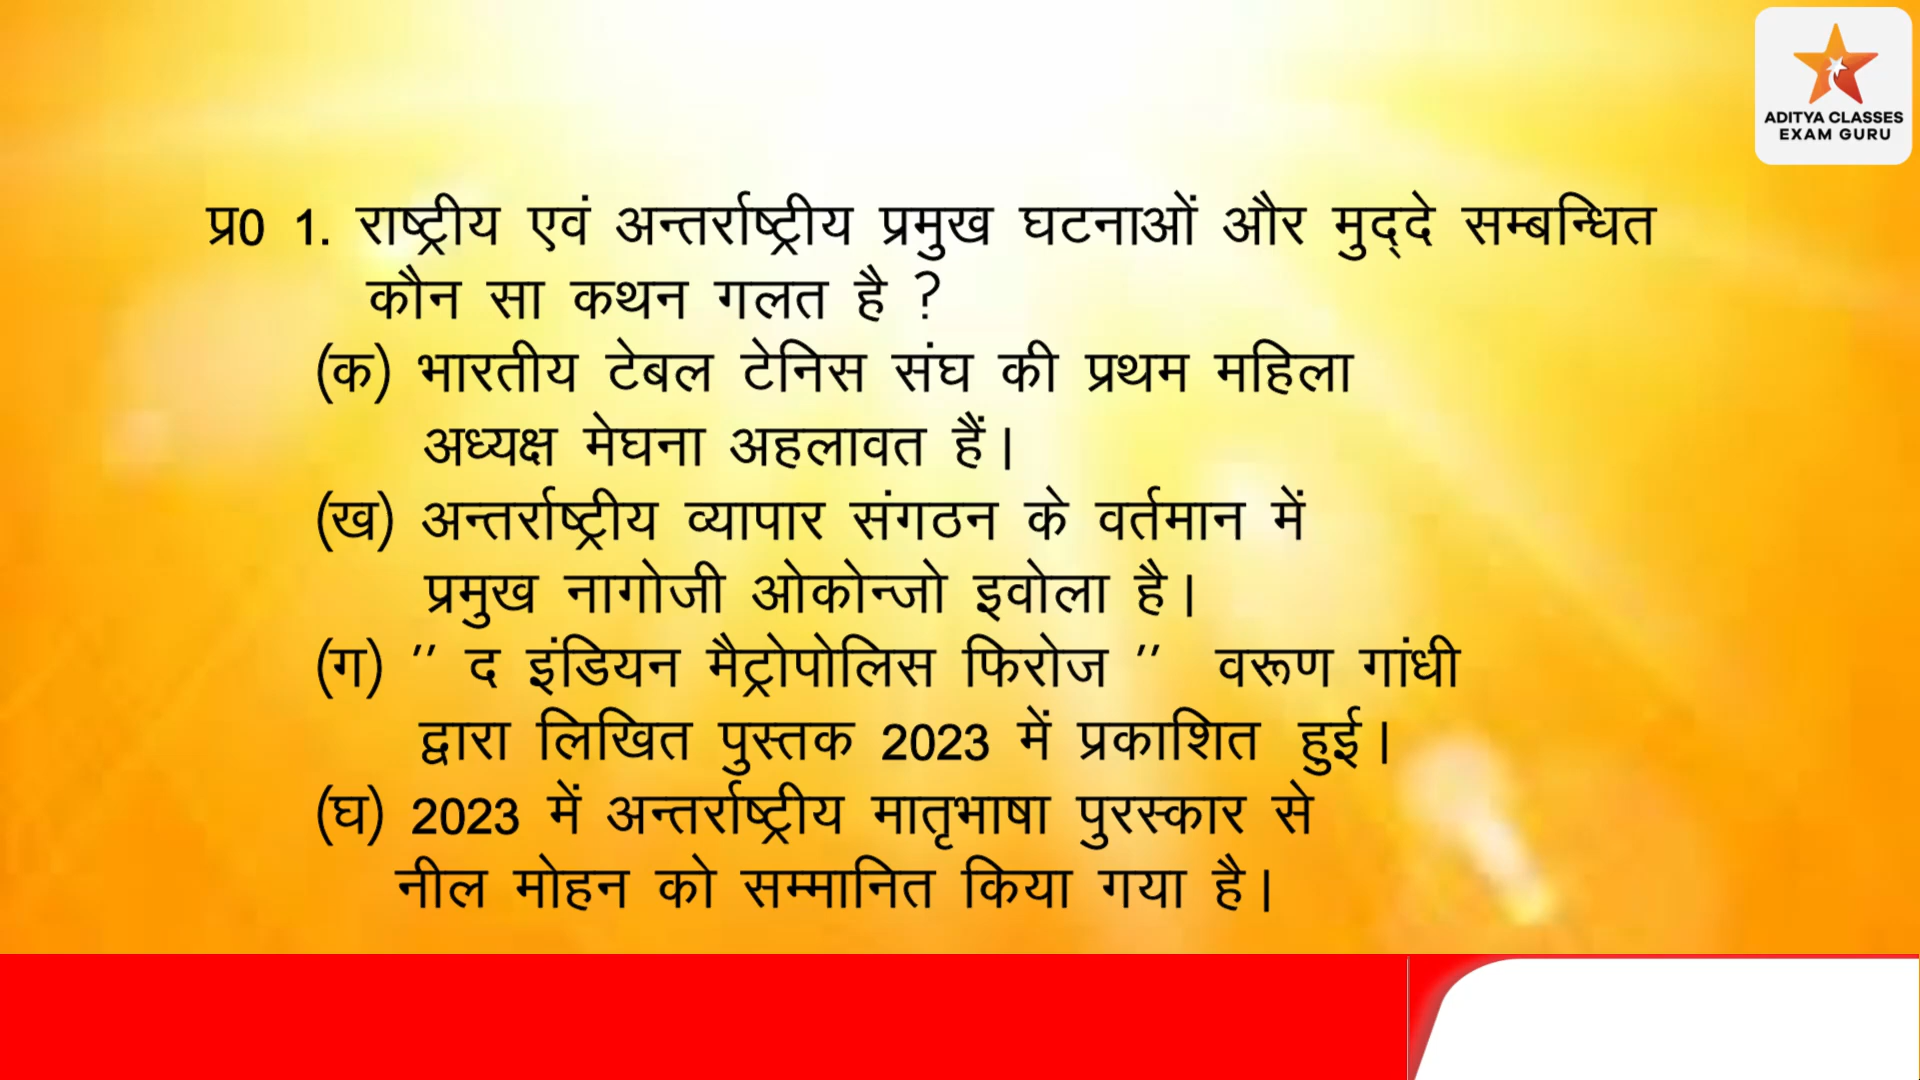 ADITYA CLASSES
EXAM GURU
प्र0 1. राष्ट्रीय एवं अन्तर्राष्ट्रीय प्रमुख घटनाओं और मुद्‌दे सम्बन्धित
कौन सा कथन गलत है ?
(क) भारतीय टेबल टेनिस संघ की प्रथम महिला
अध्यक्ष मेघना अहलावत हैं।
(ख) अन्तर्राष्ट्रीय व्यापार संगठन के वर्तमान में
प्रमुख नागोजी ओकोन्जो इवोला है।
(ग) '' द इंडियन मैट्रोपोलिस फिरोज '' वरूण गांधी
द्वारा लिखित पुस्तक 2023 में प्रकाशित हुई।
(घ) 2023 में अन्तर्राष्ट्रीय मातृभाषा पुरस्कार से
नील मोहन को सम्मानित किया गया है।